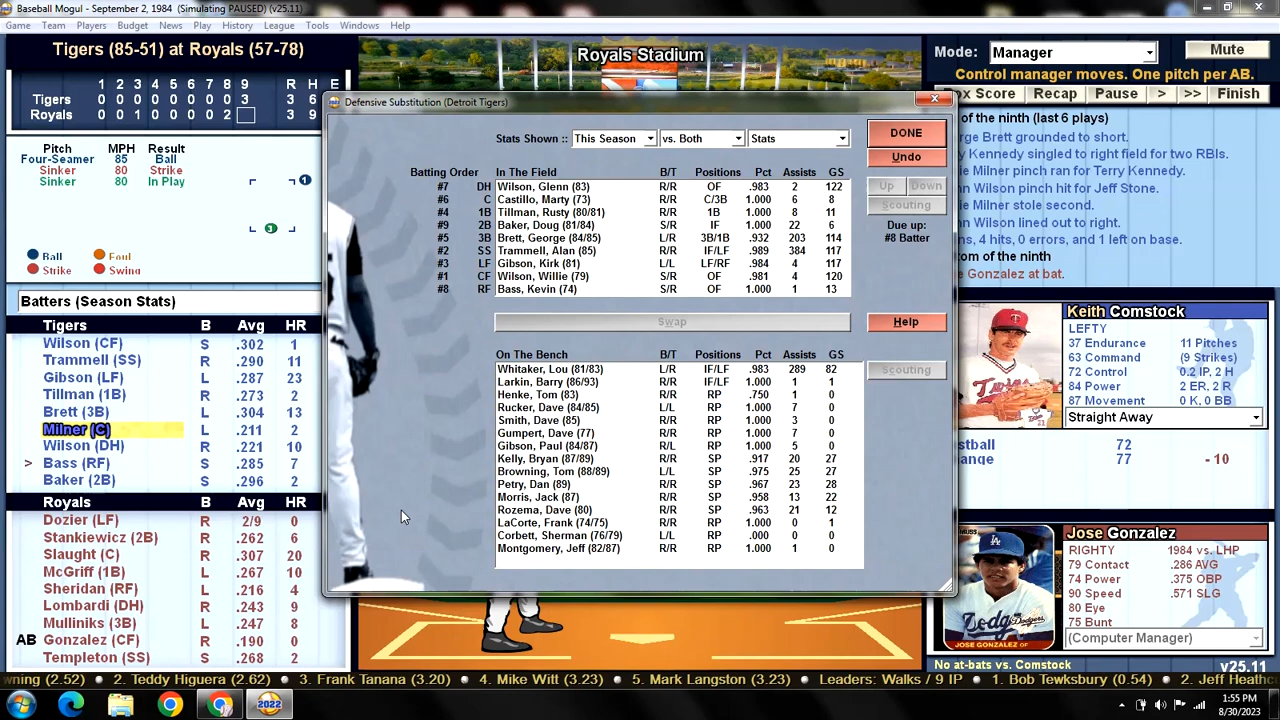 Baseball Mogul - September 2, 1984 (Simulating PAUSED) (v25.11)
Game Team Players Budget News Play History League Tools Windows Help
Tigers (85-51) at Royals (57-78)
1 2 3 4 5 6 7 8 9 R H E
Tigers 0 0 0 0 0 0 0 0 3 3 6
Royals 0 0 1 0 0 0 0 2 3 9
Pitch MPH Result
Four-Seamer 85 Ball
Sinker 80 Strike
Sinker 80 In Play
1
3
Ball Foul
Strike Swing
Batters (Season Stats)
Tigers B Avg HR
Wilson (CF) S .302 1
Trammell (SS) R .290 11
Gibson (LF) L .287 23
Tillman (1B) R .273 2
Brett (3B) L .304 13
Milner (C) L .211 2
Wilson (DH) R .221 10
> Bass (RF) S .285 7
Baker (2B) S .296 2
Royals B Avg HR
Dozier (LF) R 2/9 0
Stankiewicz (2B) R .262 6
Slaught (C) R .307 20
McGriff (1B) L .267 10
Sheridan (RF) L .216 4
Lombardi (DH) R .243 9
Mulliniks (3B) L .247 8
AB Gonzalez (CF) R .190 0
Templeton (SS) S .268 2
Royals Stadium
Defensive Substitution (Detroit Tigers)
Stats Shown :: This Season vs. Both Stats
DONE
Undo
Up Down
Scouting
Due up:
#8 Batter
Batting Order In The Field B/T Positions Pct Assists GS
#7 DH Wilson, Glenn (83) R/R OF .983 2 122
#6 C Castillo, Marty (73) R/R C/3B 1.000 6 8
#4 1B Tillman, Rusty (80/81) R/R 1B 1.000 8 11
#9 2B Baker, Doug (81/84) S/R IF 1.000 22 6
#5 3B Brett, George (84/85) L/R 3B/1B .932 203 114
#2 SS Trammell, Alan (85) R/R IF/LF .989 384 117
#3 LF Gibson, Kirk (81) L/L LF/RF .984 4 117
#1 CF Wilson, Willie (79) S/R OF .981 4 120
#8 RF Bass, Kevin (74) S/R OF 1.000 1 13
Swap
Help
On The Bench B/T Positions Pct Assists GS
Whitaker, Lou (81/83) L/R IF/LF .983 289 82
Larkin, Barry (86/93) R/R IF/LF 1.000 1 1
Henke, Tom (83) R/R RP .750 1 0
Rucker, Dave (84/85) L/L RP 1.000 7 0
Smith, Dave (85) R/R RP 1.000 3 0
Gumpert, Dave (77) R/R RP 1.000 7 0
Gibson, Paul (84/87) L/L RP 1.000 5 0
Kelly, Bryan (87/89) R/R SP .917 20 27
Browning, Tom (88/89) L/L SP .975 25 27
Petry, Dan (89) R/R SP .967 24 28
Morris, Jack (87) R/R SP .958 13 22
Rozema, Dave (80) R/R SP .963 21 12
LaCorte, Frank (74/75) R/R RP 1.000 0 1
Corbett, Sherman (76/79) L/L RP .000 0 0
Montgomery, Jeff (82/87) R/R RP 1.000 1 0
Scouting
Mode: Manager
Mute
Control manager moves. One pitch per AB.
ox Score Recap Pause > >> Finish
of the ninth (last 6 plays)
rge Brett grounded to short.
y Kennedy singled to right field for two RBIs.
ie Milner pinch ran for Terry Kennedy.
nn Wilson pinch hit for Jeff Stone.
ie Milner stole second.
nn Wilson lined out to right.
ns, 4 hits, 0 errors, and 1 left on base.
tom of the ninth
e Gonzalez at bat.
Keith Comstock
LEFTY
37 Endurance 11 Pitches
63 Command (9 Strikes)
72 Control 0.2 IP, 2 H
84 Power 2 ER, 2 R
87 Movement 0 K, 0 BB
Straight Away
stball 72
ange 77 - 10
Jose Gonzalez
RIGHTY 1984 vs. LHP
79 Contact .286 AVG
74 Power .375 OBP
90 Speed .571 SLG
80 Eye
75 Bunt
(Computer Manager)
Dodgers
JOSE GONZALEZ OF
No at-bats vs. Comstock v25.11
wning (2.52) 2. Teddy Higuera (2.62) 3. Frank Tanana (3.20) 4. Mike Witt (3.23) 5. Mark Langston (3.23) Leaders: Walks / 9 IP 1. Bob Tewksbury (0.54) 2. Jeff Heathc
2022
1:55 PM
8/30/2023